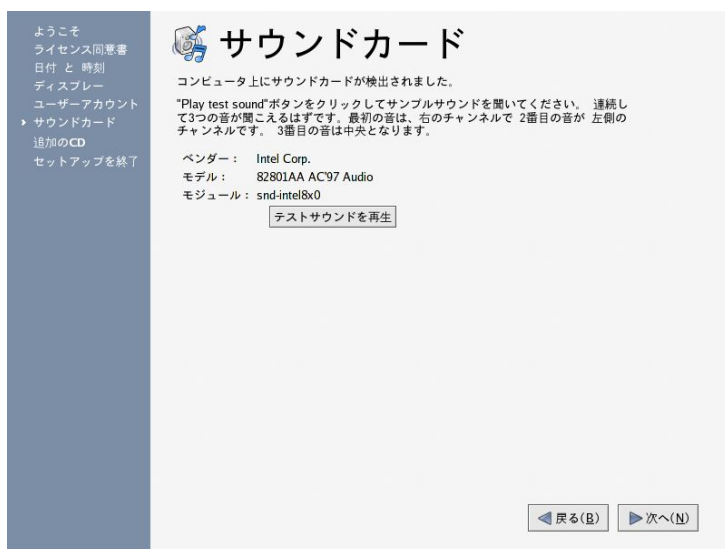 ようこそ
ライセンス同意書
日付 と 時刻
ディスプレー
ユーザーアカウント
サウンドカード
追加のCD
セットアップを終了
サウンドカード
コンピュータ上にサウンドカードが検出されました。
"Play test sound"ボタンをクリックしてサンプルサウンドを聞いてください。 連続し
て3つの音が聞こえるはずです。最初の音は、右のチャンネルで 2番目の音が 左側の
チャンネルです。 3番目の音は中央となります。
ベンダー： Intel Corp.
モデル： 82801AA AC'97 Audio
モジュール： snd-intel8x0
テストサウンドを再生
戻る(B) 次へ(N)